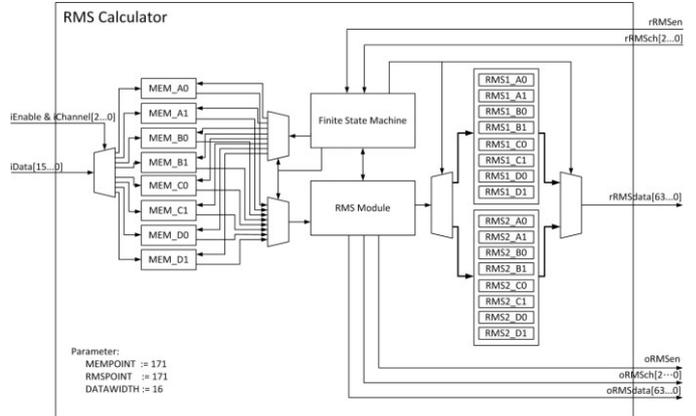 RMS Calculator
rRMSen
rRMSch[2...0]
iEnable & iChannel[2...0]
iData[15...0]
MEM_A0
MEM_A1
MEM_B0
MEM_B1
MEM_C0
MEM_C1
MEM_D0
MEM_D1
Finite State Machine
RMS Module
RMS1_A0
RMS1_A1
RMS1_B0
RMS1_B1
RMS1_C0
RMS1_C1
RMS1_D0
RMS1_D1
RMS2_A0
RMS2_A1
RMS2_B0
RMS2_B1
RMS2_C0
RMS2_C1
RMS2_D0
RMS2_D1
rRMSdata[63...0]
Parameter:
MEMPOINT := 171
RMSPOINT := 171
DATAWIDTH := 16
oRMSen
oRMSch[2⋯0]
oRMSdata[63...0]